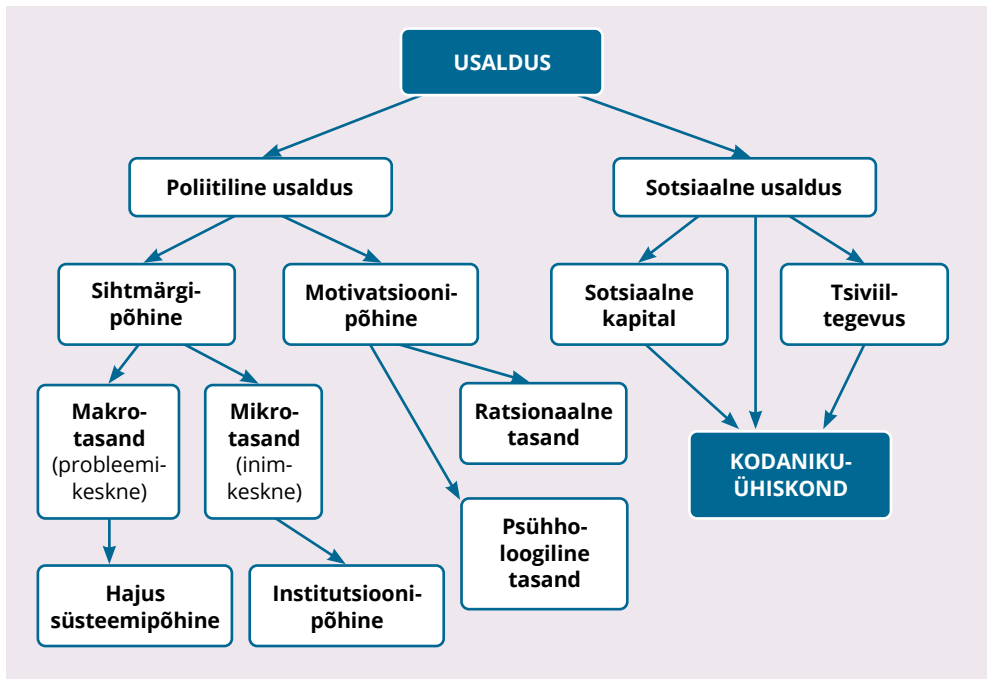 USALDUS
Poliitiline usaldus
Sotsiaalne usaldus
Sihtmärgi-
põhine
Motivatsiooni-
põhine
Sotsiaalne
kapital
Tsiviil-
tegevus
Makro-
tasand
(probleemi-
keskne)
Mikro-
tasand
(inim-
keskne)
Ratsionaalne
tasand
KODANIKU-
ÜHISKOND
Psühho-
loogiline
tasand
Hajus
süsteemipõhine
Institutsiooni-
põhine